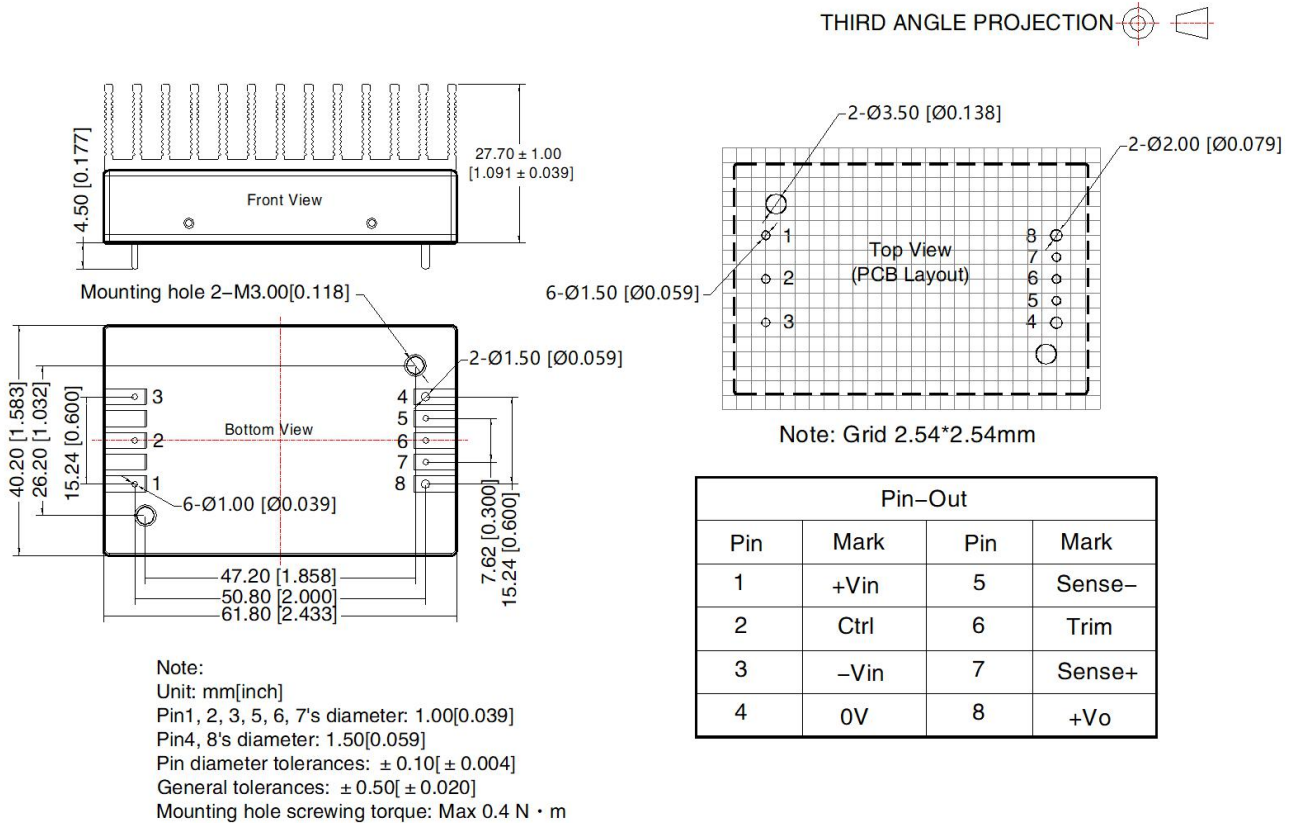 THIRD ANGLE PROJECTION
4.50 [0.177]
Front View
27.70 ± 1.00
[1.091 ± 0.039]
2-Ø3.50 [Ø0.138]
2-Ø2.00 [Ø0.079]
1
2
3
8
7
6
5
4
Top View
(PCB Layout)
6-Ø1.50 [Ø0.059]
Note: Grid 2.54*2.54mm
Mounting hole 2-M3.00[0.118]
2-Ø1.50 [Ø0.059]
40.20 [1.583]
26.20 [1.032]
15.24 [0.600]
3
2
1
Bottom View
4
5
6
7
8
6-Ø1.00 [Ø0.039]
7.62 [0.300]
15.24 [0.600]
47.20 [1.858]
50.80 [2.000]
61.80 [2.433]
Pin-Out
Pin Mark Pin Mark
1 +Vin 5 Sense-
2 Ctrl 6 Trim
3 -Vin 7 Sense+
4 0V 8 +Vo
Note:
Unit: mm[inch]
Pin1, 2, 3, 5, 6, 7's diameter: 1.00[0.039]
Pin4, 8's diameter: 1.50[0.059]
Pin diameter tolerances: ± 0.10[ ± 0.004]
General tolerances: ± 0.50[ ± 0.020]
Mounting hole screwing torque: Max 0.4 N · m